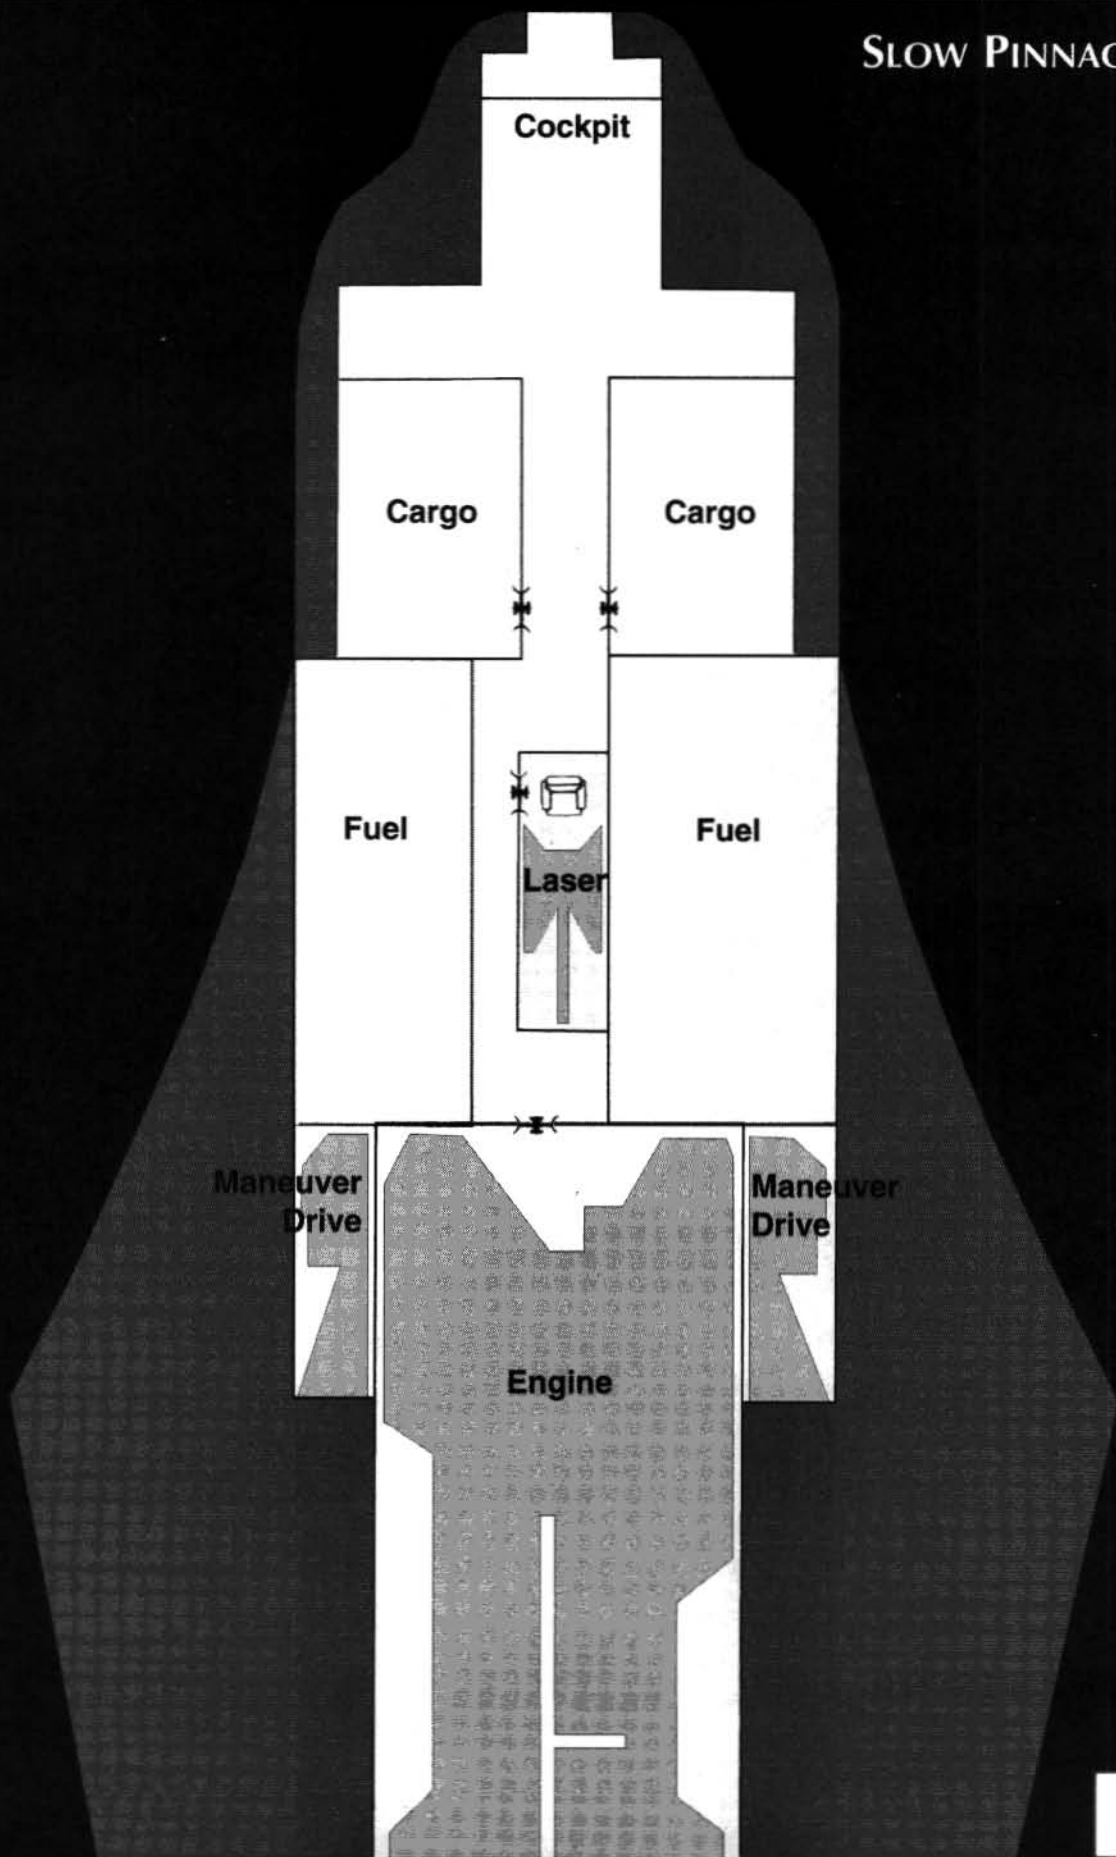 SLOW PINNAC
Cockpit
Cargo
Cargo
Fuel
Fuel
Laser
Maneuver
Drive
Maneuver
Drive
Engine